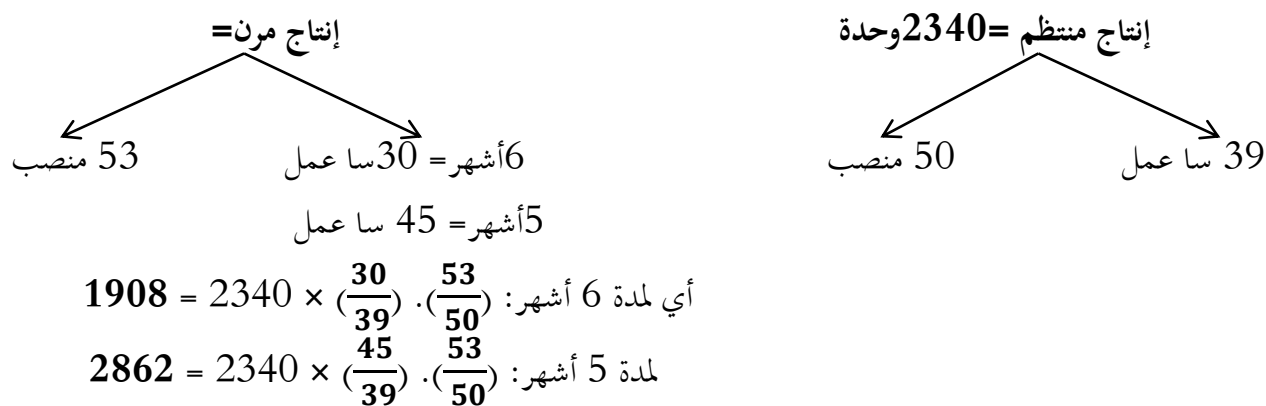 إنتاج منتظم =2340وحدة
إنتاج مرن=
39 سا عمل
50 منصب
6أشهر= 30سا عمل
53 منصب
5أشهر= 45 سا عمل
أي لمدة 6 أشهر: (53/50). (30/39) × 2340 = 1908
لمدة 5 أشهر: (53/50). (45/39) × 2340 = 2862